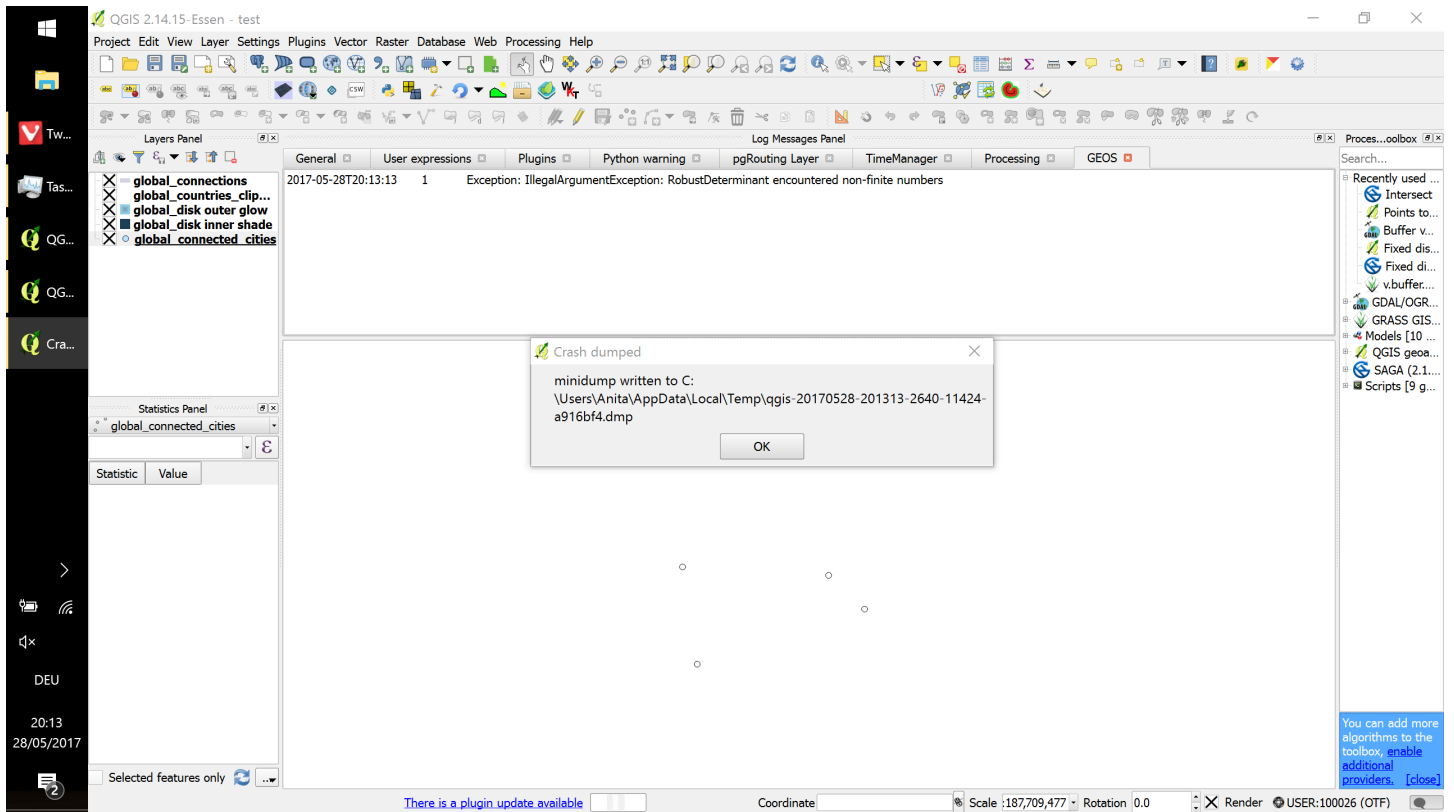 QGIS 2.14.15-Essen - test
Project Edit View Layer Settings Plugins Vector Raster Database Web Processing Help
Tw...
Tas...
QG...
QG...
Cra...
DEU
20:13
28/05/2017
2
Layers Panel
global_connections
global_countries_clip...
global_disk outer glow
global_disk inner shade
global_connected_cities
Statistics Panel
global_connected_cities
ε
Statistic Value
Selected features only
Log Messages Panel
General User expressions Plugins Python warning pgRouting Layer TimeManager Processing GEOS
2017-05-28T20:13:13 1 Exception: IllegalArgumentException: RobustDeterminant encountered non-finite numbers
Crash dumped
minidump written to C:
\Users\Anita\AppData\Local\Temp\qgis-20170528-201313-2640-11424-
a916bf4.dmp
OK
Proces...oolbox
Search...
Recently used ...
Intersect
Points to...
Buffer v...
Fixed dis...
Fixed di...
v.buffer....
GDAL/OGR...
GRASS GIS...
Models [10 ...
QGIS geoa...
SAGA (2.1....
Scripts [9 g...
You can add more
algorithms to the
toolbox, enable
additional
providers. [close]
There is a plugin update available
Coordinate
Scale :187,709,477
Rotation 0.0
Render
USER:100026 (OTF)